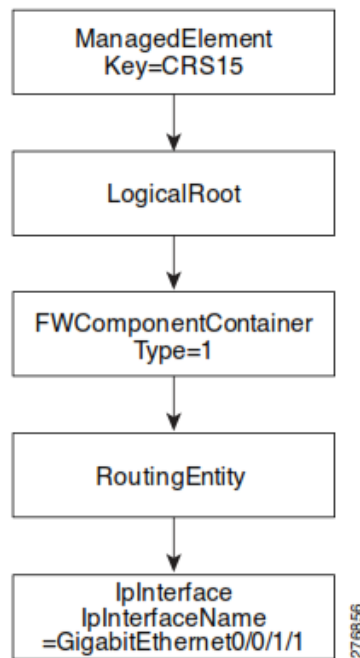 ManagedElement
Key=CRS15
LogicalRoot
FWComponentContainer
Type=1
RoutingEntity
IpInterface
IpInterfaceName
=GigabitEthernet0/0/1/1
276856